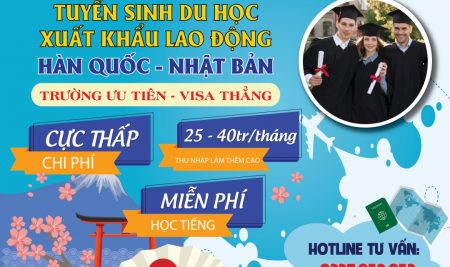 TUYỂN SINH DU HỌC
XUẤT KHẨU LAO ĐỘNG
HÀN QUỐC - NHẬT BẢN
TRƯỜNG ƯU TIÊN - VISA THẲNG
CỰC THẤP
CHI PHÍ
25 - 40tr/tháng
THU NHẬP LÀM THÊM CAO
MIỄN PHÍ
HỌC TIẾNG
HOTLINE TƯ VẤN: